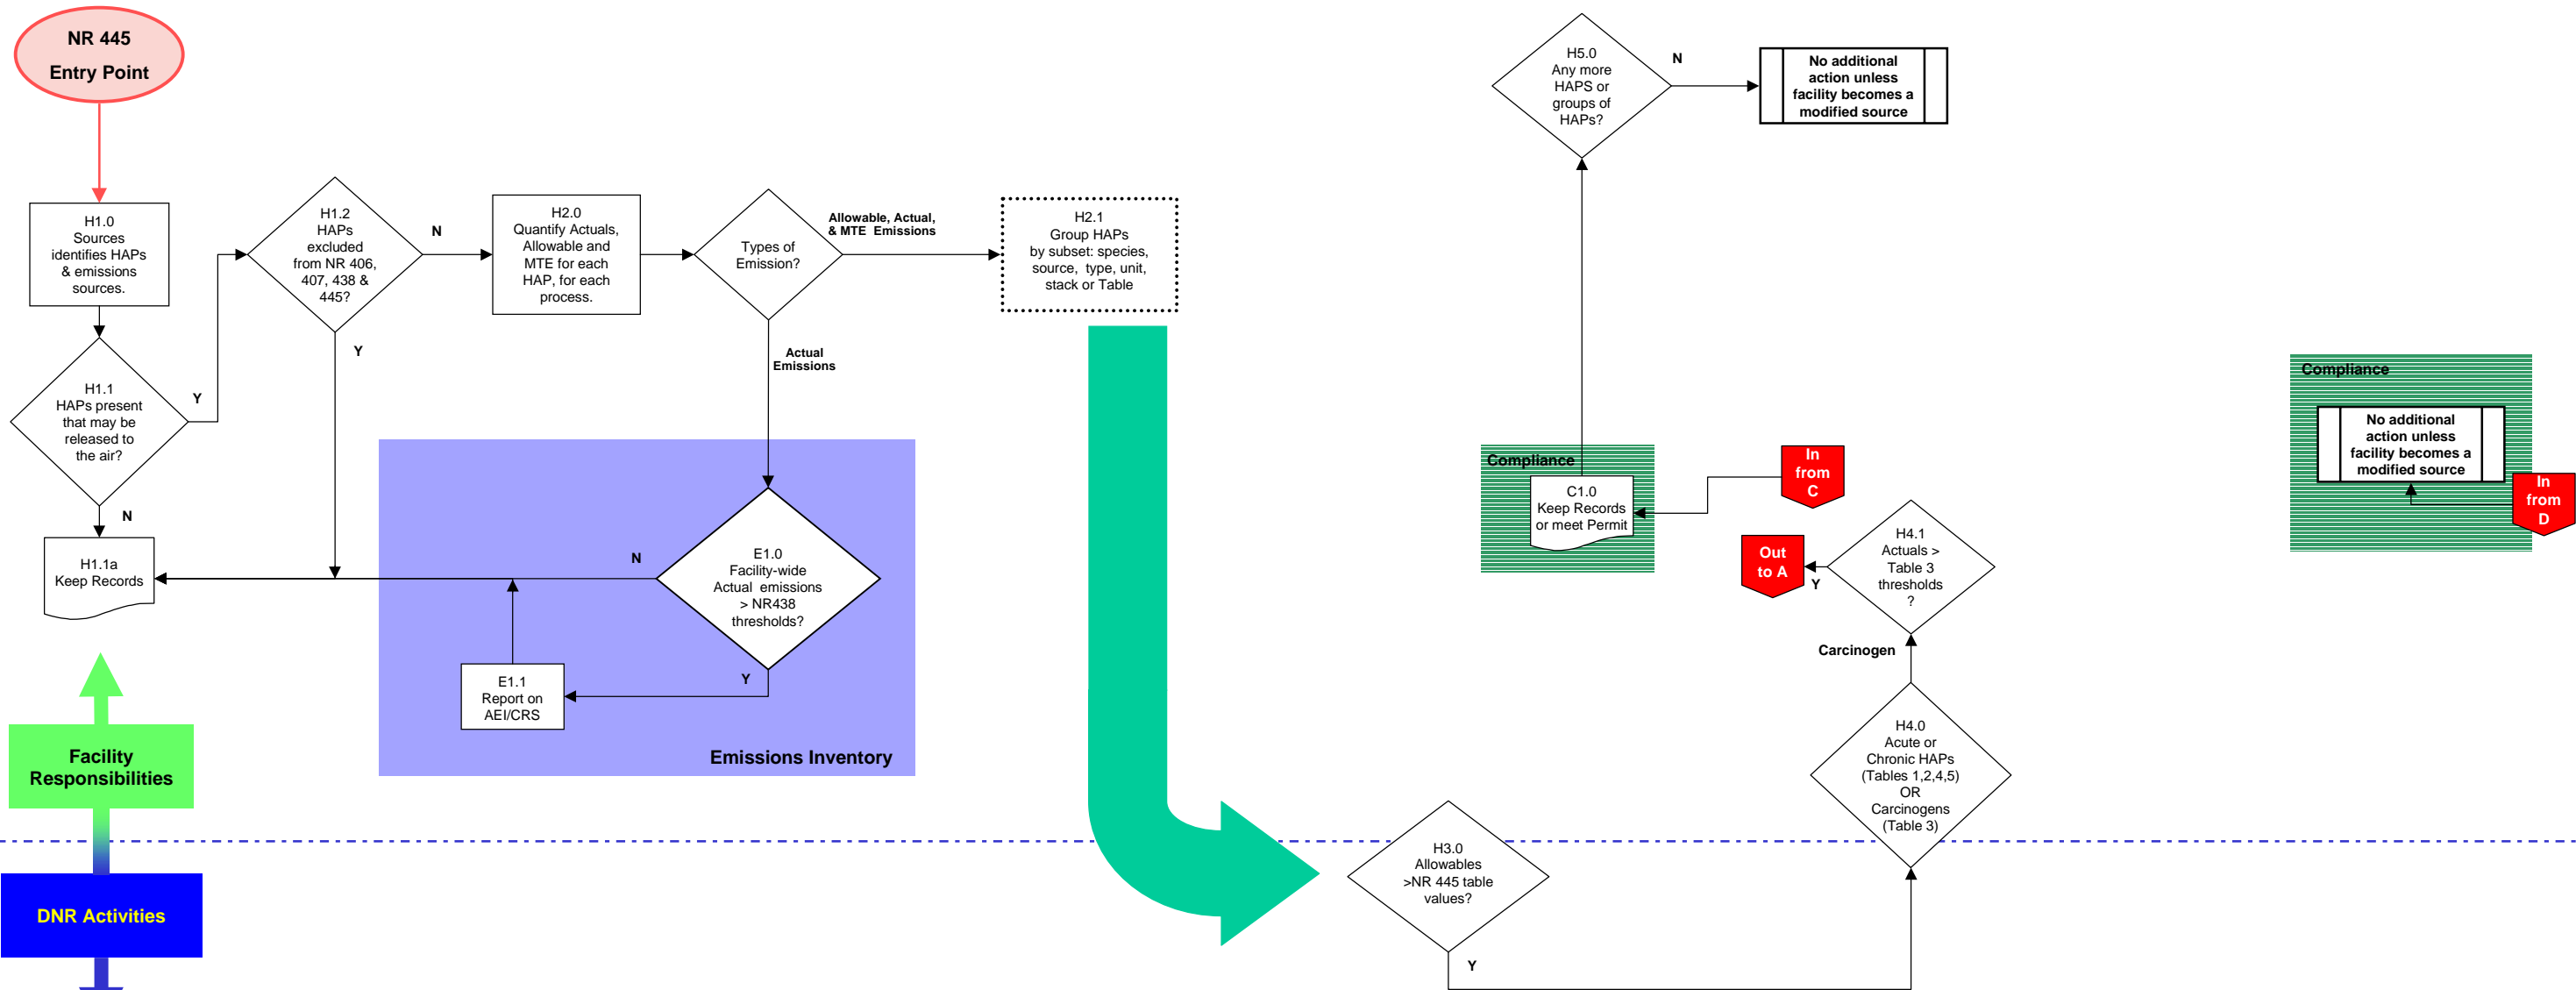 NR 445
Entry Point
H1.0
Sources
identifies HAPs
& emissions
sources.
H1.1
HAPs present
that may be
released to
the air?
Y
N
H1.1a
Keep Records
H1.2
HAPs
excluded
from NR 406,
407, 438 &
445?
N
Y
H2.0
Quantify Actuals,
Allowable and
MTE for each
HAP, for each
process.
Types of
Emission?
Allowable, Actual,
& MTE Emissions
Actual
Emissions
H2.1
Group HAPs
by subset: species,
source, type, unit,
stack or Table
E1.0
Facility-wide
Actual emissions
> NR438
thresholds?
N
Y
E1.1
Report on
AEI/CRS
Emissions Inventory
Facility
Responsibilities
DNR Activities
H3.0
Allowables
>NR 445 table
values?
Y
H4.0
Acute or
Chronic HAPs
(Tables 1,2,4,5)
OR
Carcinogens
(Table 3)
Carcinogen
H4.1
Actuals >
Table 3
thresholds
?
Y
Out
to A
In
from
C
Compliance
C1.0
Keep Records
or meet Permit
H5.0
Any more
HAPS or
groups of
HAPs?
N
No additional
action unless
facility becomes a
modified source
Compliance
No additional
action unless
facility becomes a
modified source
In
from
D